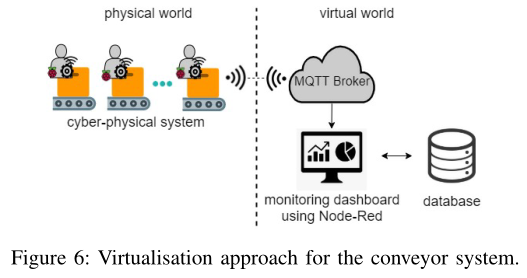 physical world
virtual world
MQTT Broker
cyber-physical system
monitoring dashboard
using Node-Red
database
Figure 6: Virtualisation approach for the conveyor system.